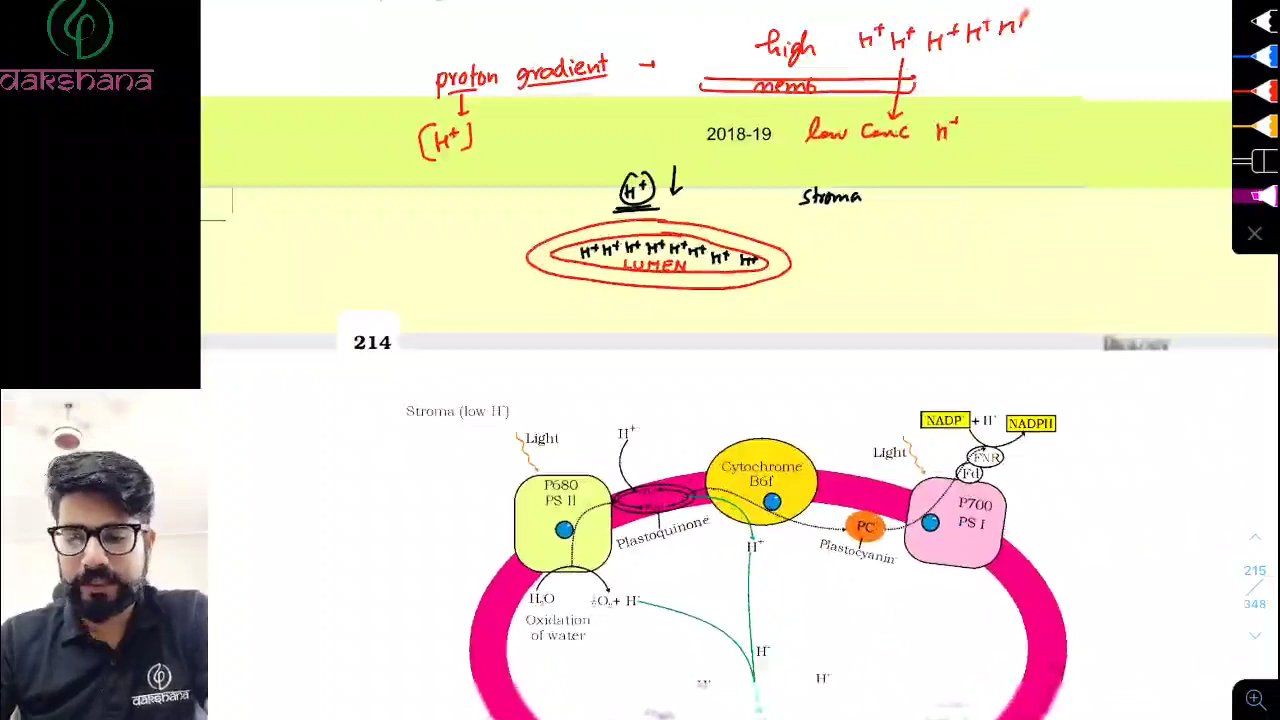 dakshana
high H+ H+ H+ H+ H+
proton gradient →
memb
[H+]
2018-19
low conc H+
H+ ↓
stroma
H+ H+ H+ H+ H+ H+ H+ H+
LUMEN
214
Biology
Stroma (low H+)
NADP+ + H+
NADPH
Light
H+
Cytochrome
B6f
Light
FNR
Fd
P680
PS II
P700
PS I
Plastoquinone
PC
Plastocyanin
H+
H2O
½O2 + H+
Oxidation
of water
H+
H+
215
348
dakshana